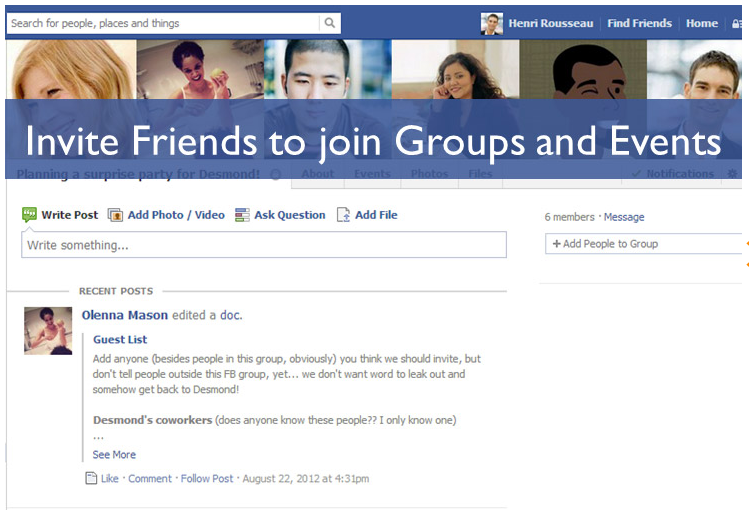 Search for people, places and things
Henri Rousseau Find Friends Home
Invite Friends to join Groups and Events
Planning a surprise party for Desmond! About Events Photos Files Notifications
Write Post Add Photo / Video Ask Question Add File
Write something...
6 members · Message
+ Add People to Group
RECENT POSTS
Olenna Mason edited a doc.
Guest List
Add anyone (besides people in this group, obviously) you think we should invite, but
don't tell people outside this FB group, yet... we don't want word to leak out and
somehow get back to Desmond!
Desmond's coworkers (does anyone know these people?? I only know one)
...
See More
Like · Comment · Follow Post · August 22, 2012 at 4:31pm